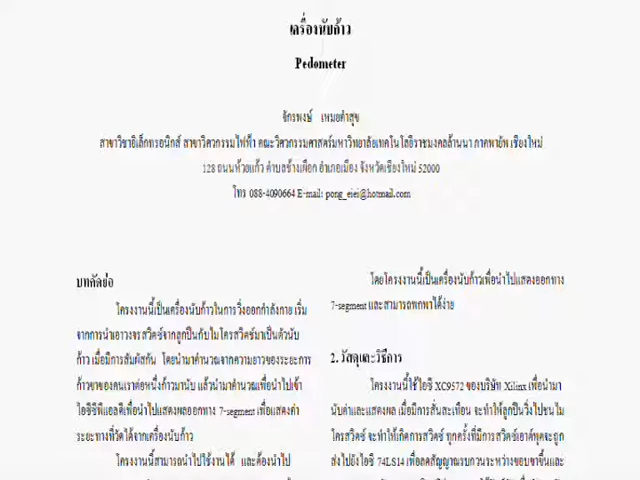 เครื่องนับก้าว
Pedometer
จักรพงษ์ เหมยคำสุข
สาขาวิชาอิเล็กทรอนิกส์ สาขาวิศวกรรมไฟฟ้า คณะวิศวกรรมศาสตร์มหาวิทยาลัยเทคโนโลยีราชมงคลล้านนา ภาคพายัพ เชียงใหม่
128 ถนนห้วยแก้ว ตำบลช้างเผือก อำเภอเมือง จังหวัดเชียงใหม่ 52000
โทร 088-4090664 E-mail: pong_eiei@hotmail.com
บทคัดย่อ
โครงงานนี้เป็นเครื่องนับก้าวในการวิ่งออกกำลังกาย เริ่ม
จากการนำเอาวงจรสวิตช์จากลูกปืนกับไมโครสวิตช์มาเป็นตัวนับ
ก้าว เมื่อมีการสัมผัสกัน โดยนำมาคำนวณจากความยาวของระยะการ
ก้าวขาของคนเราต่อหนึ่งก้าวมานับ แล้วนำมาคำนวณเพื่อนำไปเข้า
ไอซีซีพีแอลดีเพื่อนำไปแสดงผลออกทาง 7-segment เพื่อแสดงค่า
ระยะทางที่วัดได้จากเครื่องนับก้าว
โครงงานนี้สามารถนำไปใช้งานได้ และต้องนำไป
โดยโครงงานนี้เป็นเครื่องนับก้าวเพื่อนำไปแสดงออกทาง
7-segment และสามารถพกพาได้ง่าย
2. วัสดุและวิธีการ
โครงงานนี้ใช้ไอซี XC9572 ของบริษัท Xilinx เพื่อนำมา
นับค่าและแสดงผล เมื่อมีการสั่นสะเทือน จะทำให้ลูกปืนวิ่งไปชนไม
โครสวิตช์ จะทำให้เกิดการสวิตช์ ทุกครั้งที่มีการสวิตช์เอาต์พุตจะถูก
ส่งไปยังไอซี 74LS14 เพื่อลดสัญญาณรบกวนระหว่างขอบขาขึ้นและ